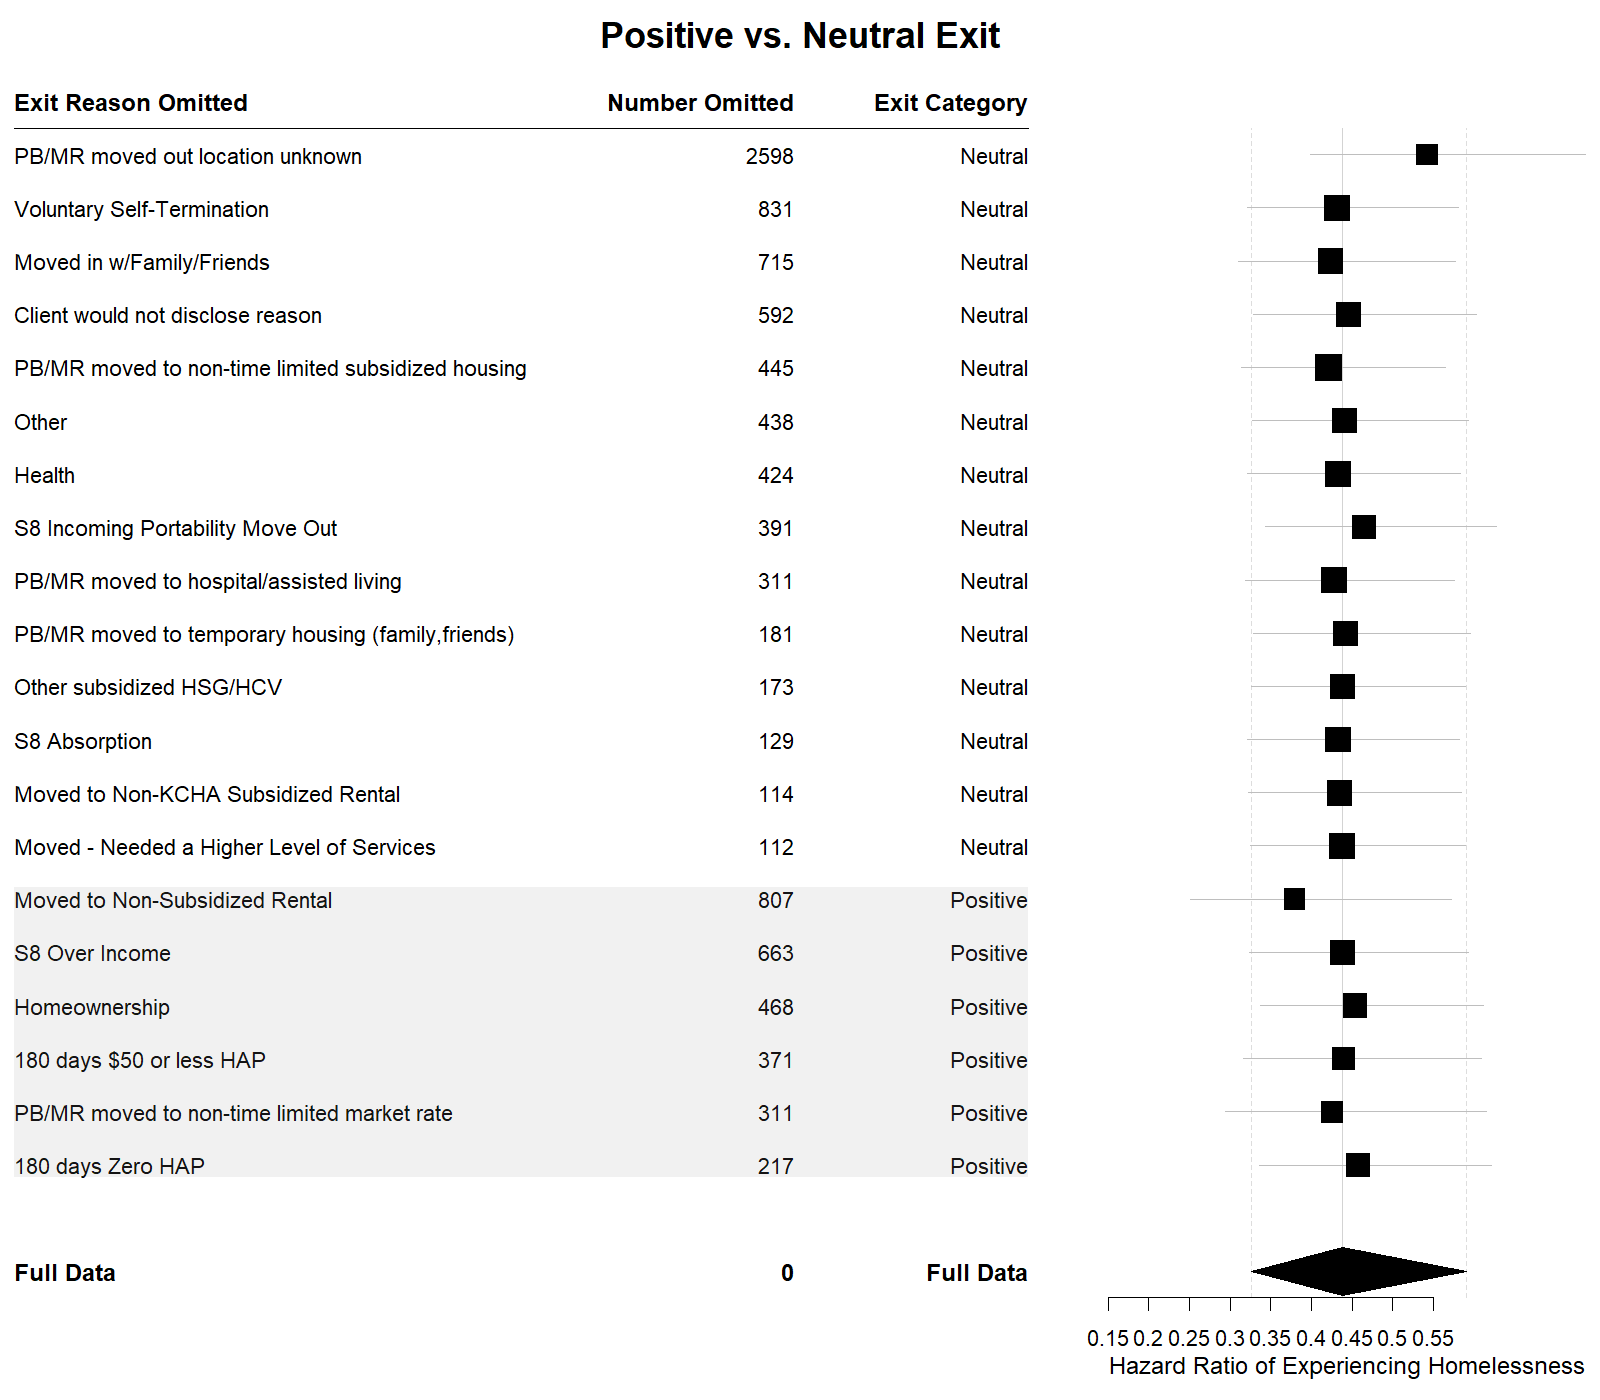 Positive vs. Neutral Exit
Exit Reason Omitted Number Omitted Exit Category
PB/MR moved out location unknown 2598 Neutral
Voluntary Self-Termination 831 Neutral
Moved in w/Family/Friends 715 Neutral
Client would not disclose reason 592 Neutral
PB/MR moved to non-time limited subsidized housing 445 Neutral
Other 438 Neutral
Health 424 Neutral
S8 Incoming Portability Move Out 391 Neutral
PB/MR moved to hospital/assisted living 311 Neutral
PB/MR moved to temporary housing (family,friends) 181 Neutral
Other subsidized HSG/HCV 173 Neutral
S8 Absorption 129 Neutral
Moved to Non-KCHA Subsidized Rental 114 Neutral
Moved - Needed a Higher Level of Services 112 Neutral
Moved to Non-Subsidized Rental 807 Positive
S8 Over Income 663 Positive
Homeownership 468 Positive
180 days $50 or less HAP 371 Positive
PB/MR moved to non-time limited market rate 311 Positive
180 days Zero HAP 217 Positive
Full Data 0 Full Data
0.15 0.2 0.25 0.3 0.35 0.4 0.45 0.5 0.55
Hazard Ratio of Experiencing Homelessness